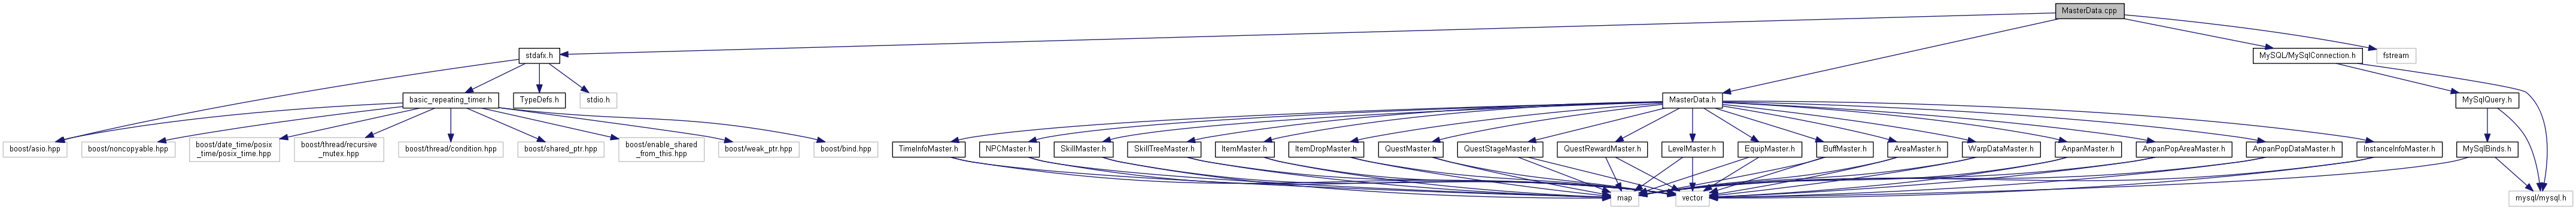 MasterData.cpp
stdafx.h
MySQL/MySqlConnection.h
fstream
basic_repeating_timer.h
TypeDefs.h
stdio.h
MasterData.h
MySqlQuery.h
boost/asio.hpp
boost/noncopyable.hpp
boost/date_time/posix
_time/posix_time.hpp
boost/thread/recursive
_mutex.hpp
boost/thread/condition.hpp
boost/shared_ptr.hpp
boost/enable_shared
_from_this.hpp
boost/weak_ptr.hpp
boost/bind.hpp
TimeInfoMaster.h
NPCMaster.h
SkillMaster.h
SkillTreeMaster.h
ItemMaster.h
ItemDropMaster.h
QuestMaster.h
QuestStageMaster.h
QuestRewardMaster.h
LevelMaster.h
EquipMaster.h
BuffMaster.h
AreaMaster.h
WarpDataMaster.h
AnpanMaster.h
AnpanPopAreaMaster.h
AnpanPopDataMaster.h
InstanceInfoMaster.h
MySqlBinds.h
map
vector
mysql/mysql.h